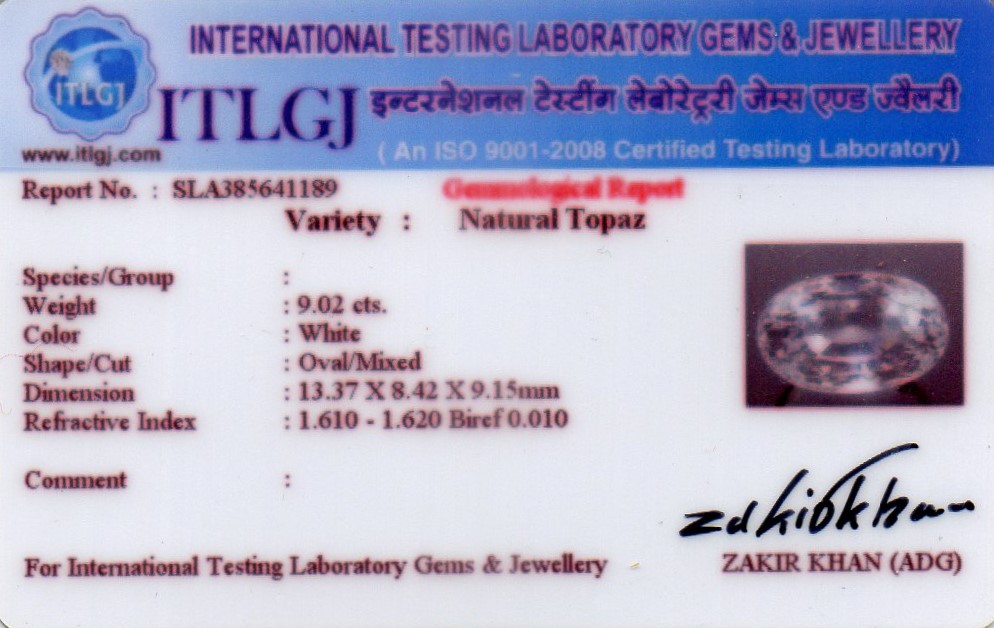 INTERNATIONAL TESTING LABORATORY GEMS & JEWELLERY
ITLGJ
ITLGJ
इन्टरनेशनल टेस्टींग लेबोरेट्ररी जेम्स एण्ड ज्वैलरी
www.itlgj.com
( An ISO 9001-2008 Certified Testing Laboratory)
Report No. : SLA385641189
Gemmological Report
Variety : Natural Topaz
Species/Group :
Weight : 9.02 cts.
Color : White
Shape/Cut : Oval/Mixed
Dimension : 13.37 X 8.42 X 9.15mm
Refractive Index : 1.610 - 1.620 Biref 0.010
Comment :
zakirkhan
For International Testing Laboratory Gems & Jewellery
ZAKIR KHAN (ADG)